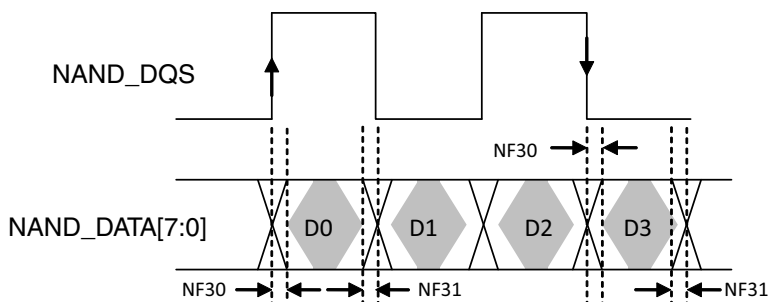 NAND_DQS
NF30
NAND_DATA[7:0]
D0 D1 D2 D3
NF30 NF31 NF31